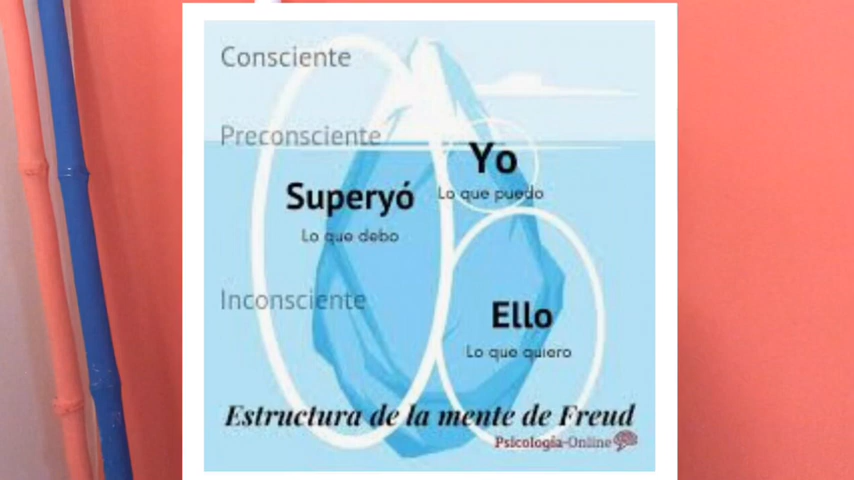 Consciente
Preconsciente
Yo
Lo que puedo
Superyó
Lo que debo
Inconsciente
Ello
Lo que quiero
Estructura de la mente de Freud
Psicología-Online